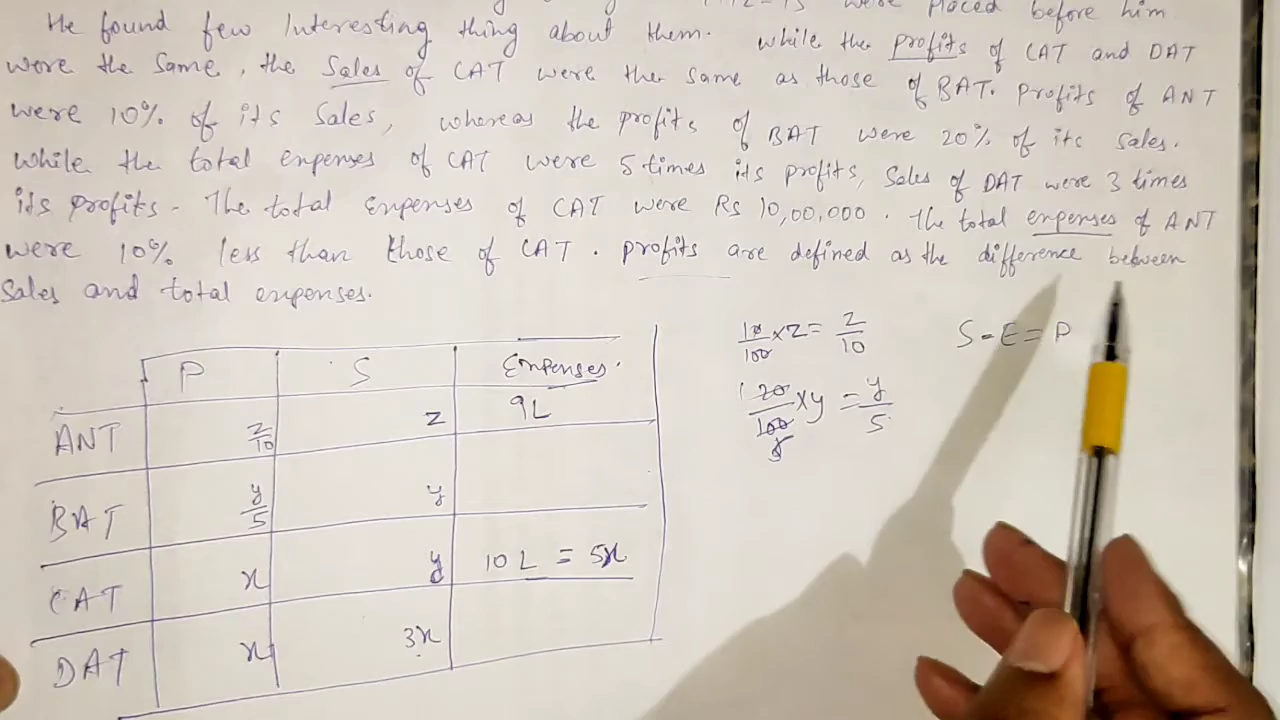 were placed before him
He found few Interesting thing about them. While the profits of CAT and DAT
were the same, the Sales of CAT were the same as those of BAT. Profits of ANT
were 10% of its Sales, whereas the profits of BAT were 20% of its sales.
While the total expenses of CAT were 5 times its profits, Sales of DAT were 3 times
its profits - The total Expenses of CAT were Rs 10,00,000. The total expenses of ANT
were 10% less than those of CAT. profits are defined as the difference between
Sales and total expenses.
10/100 × z = z/10 S - E = P
20/100 × y = y/5
P S Expenses.
ANT z/10 z 9L
BAT y/5 y
CAT x y 10 L = 5x
DAT x 3x